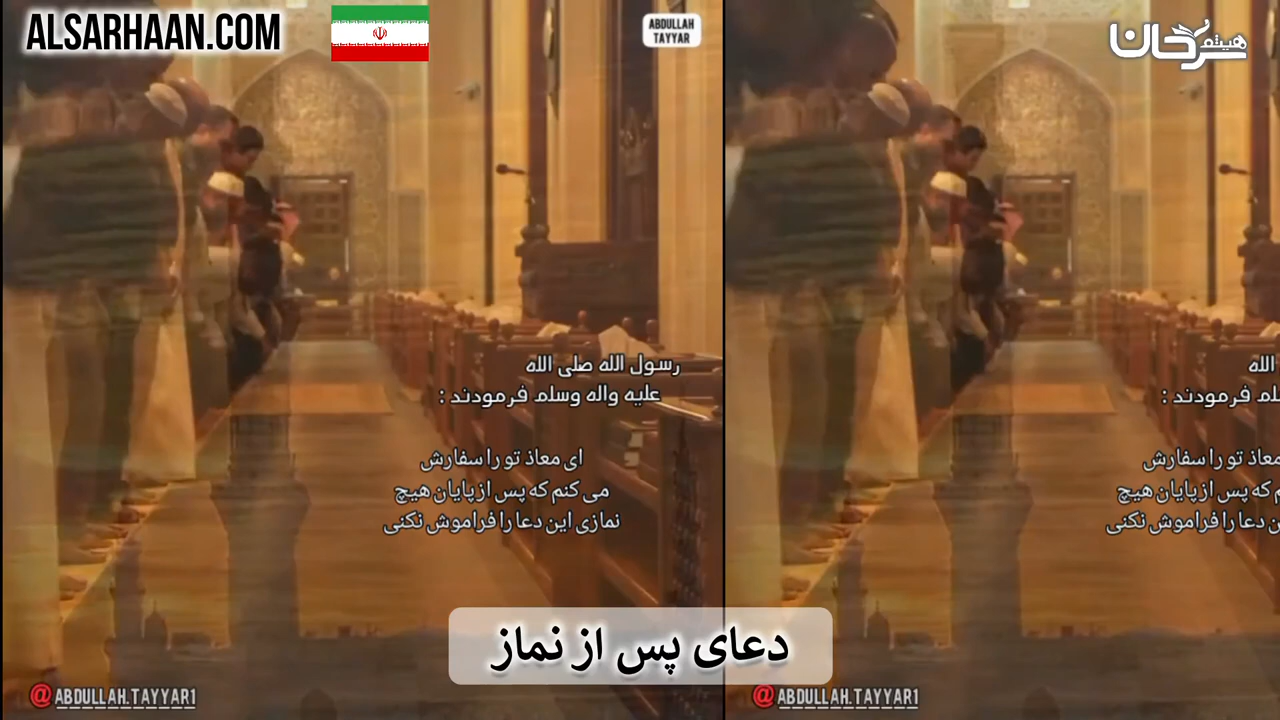 ALSARHAAN.COM
ABDULLAH
TAYYAR
هيثم
سرحان
رسول الله صلی الله
علیه واله وسلم فرمودند :
ای معاذ تو را سفارش
می کنم که پس از پایان هیچ
نمازی این دعا را فراموش نکنی
الله
لم فرمودند :
معاذ تو را سفارش
م که پس از پایان هیچ
ن دعا را فراموش نکنی
دعای پس از نماز
@ABDULLAH.TAYYAR1
@ABDULLAH.TAYYAR1